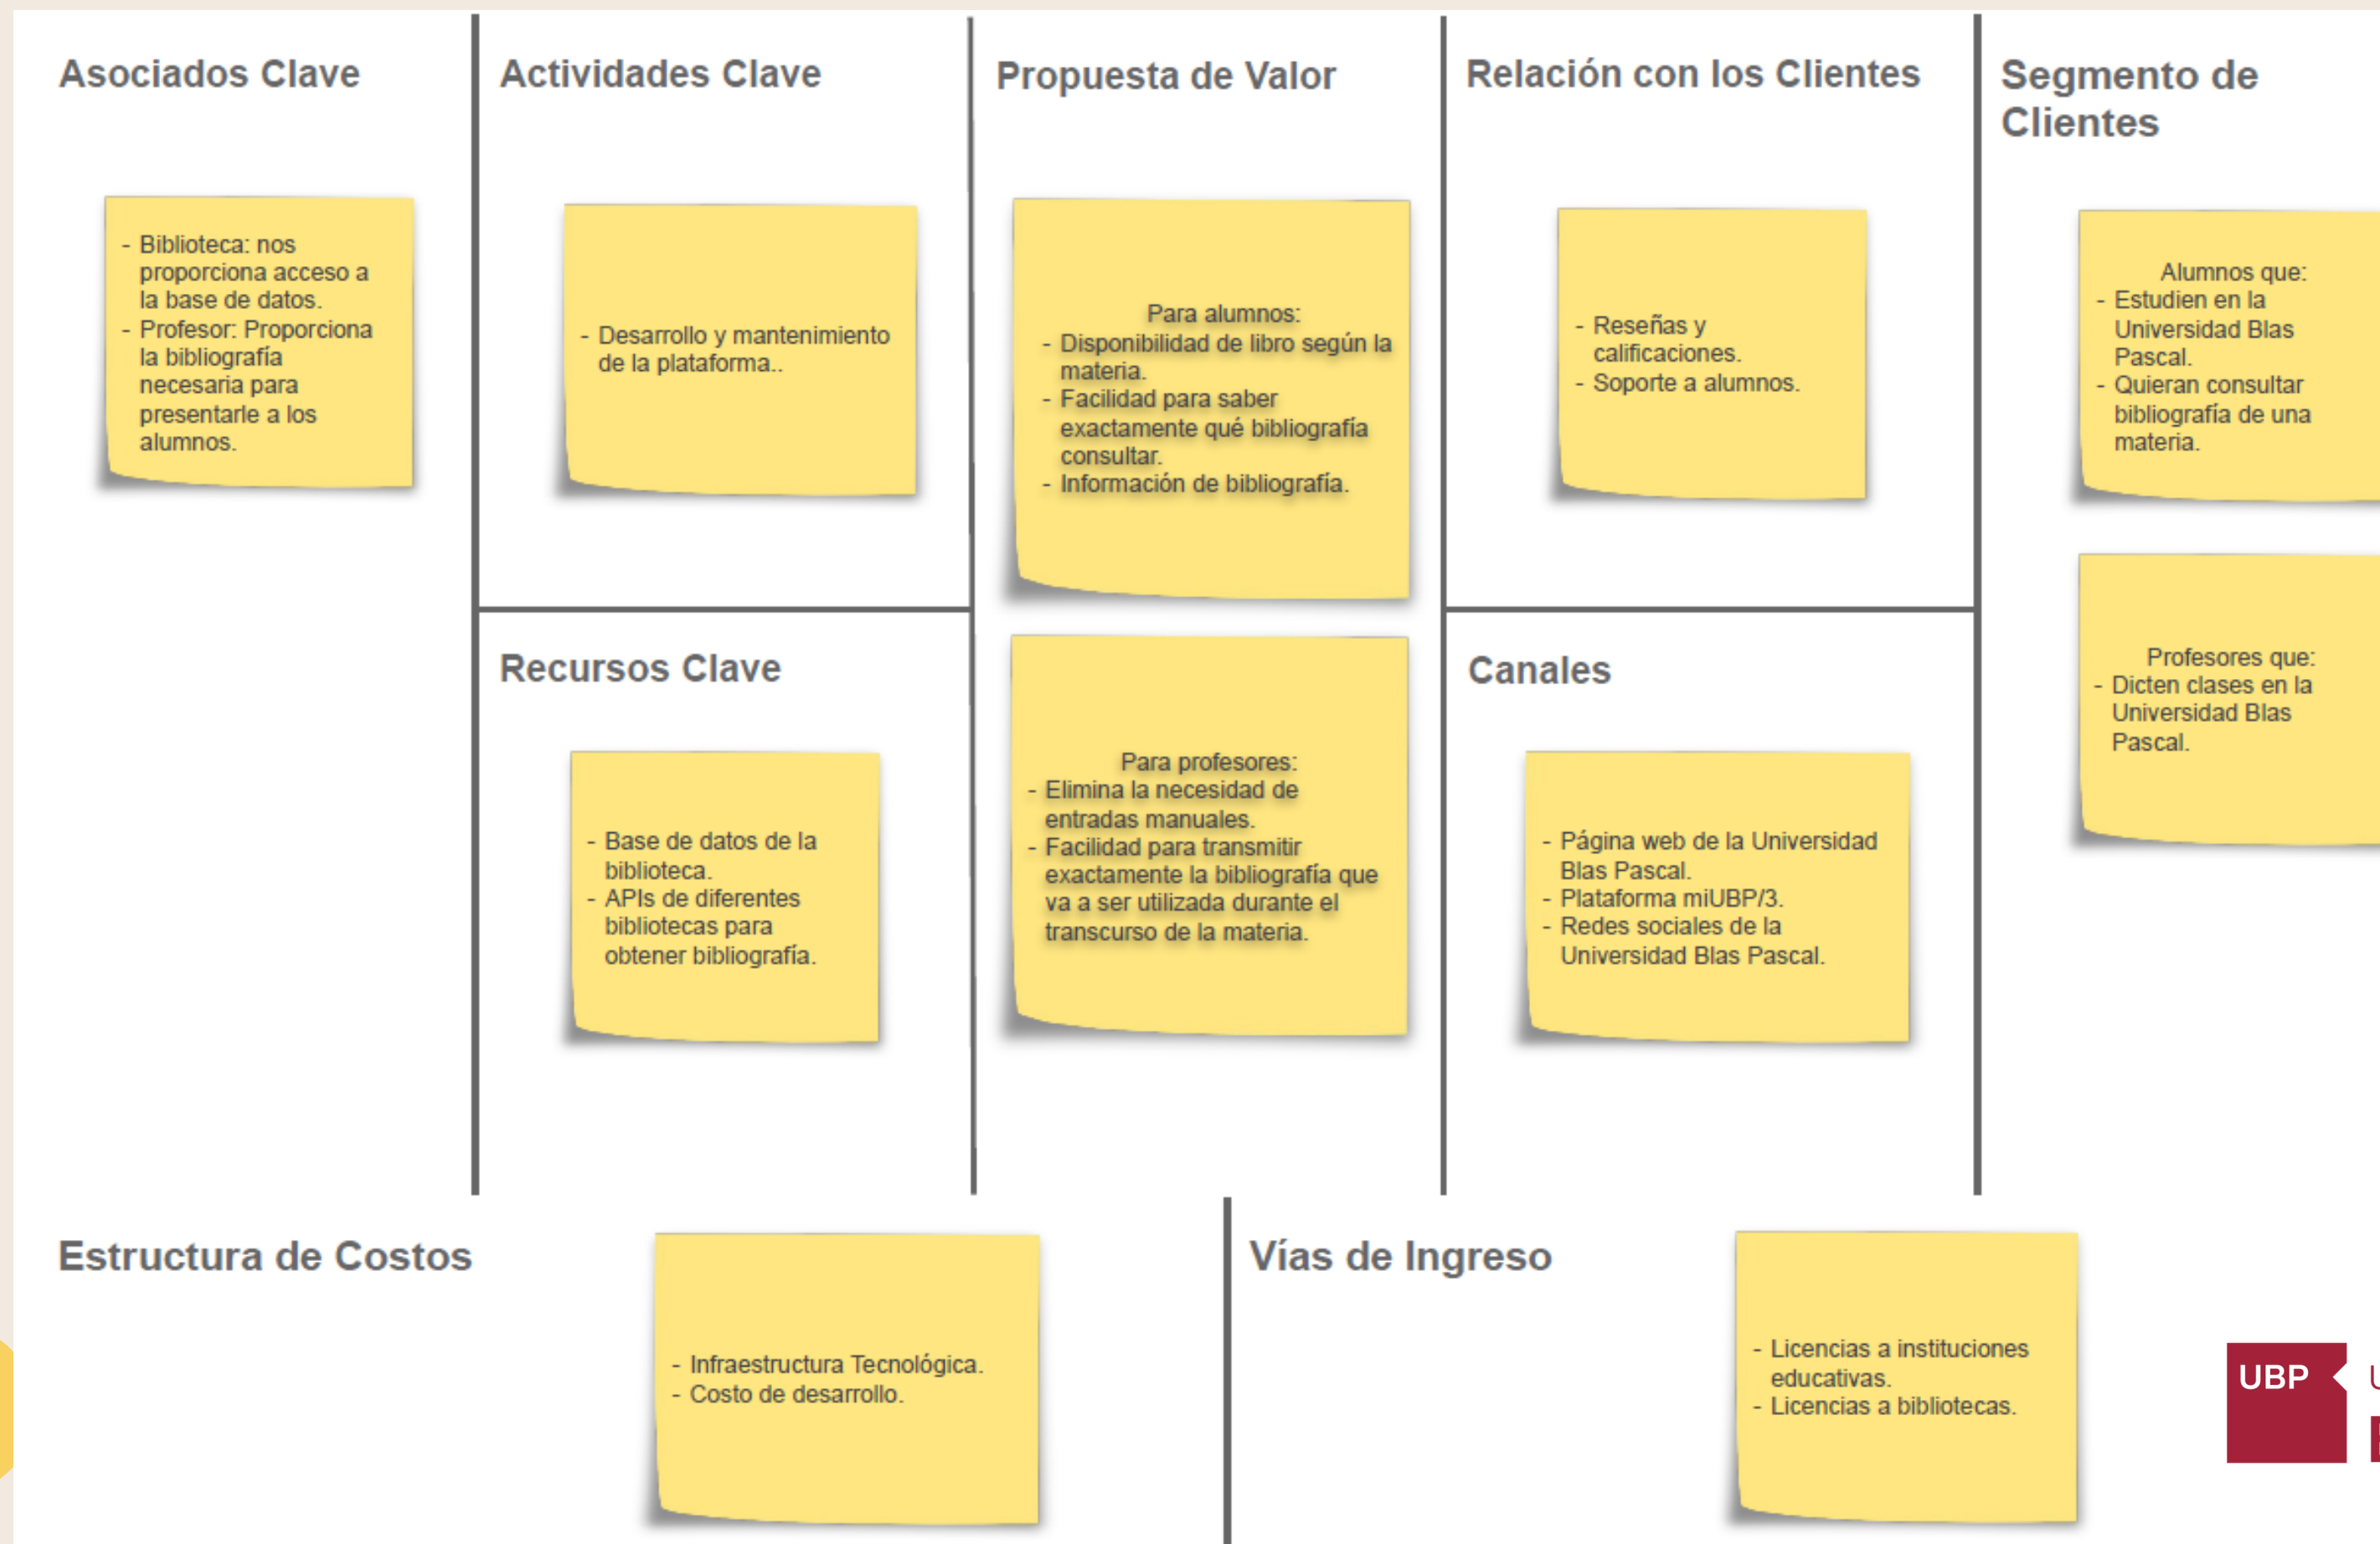 Asociados Clave
- Biblioteca: nos
proporciona acceso a
la base de datos.
- Profesor: Proporciona
la bibliografía
necesaria para
presentarle a los
alumnos.
Actividades Clave
- Desarrollo y mantenimiento
de la plataforma..
Recursos Clave
- Base de datos de la
biblioteca.
- APIs de diferentes
bibliotecas para
obtener bibliografía.
Propuesta de Valor
Para alumnos:
- Disponibilidad de libro según la
materia.
- Facilidad para saber
exactamente qué bibliografía
consultar.
- Información de bibliografía.
Para profesores:
- Elimina la necesidad de
entradas manuales.
- Facilidad para transmitir
exactamente la bibliografía que
va a ser utilizada durante el
transcurso de la materia.
Relación con los Clientes
- Reseñas y
calificaciones.
- Soporte a alumnos.
Canales
- Página web de la Universidad
Blas Pascal.
- Plataforma miUBP/3.
- Redes sociales de la
Universidad Blas Pascal.
Segmento de
Clientes
Alumnos que:
- Estudien en la
Universidad Blas
Pascal.
- Quieran consultar
bibliografía de una
materia.
Profesores que:
- Dicten clases en la
Universidad Blas
Pascal.
Estructura de Costos
- Infraestructura Tecnológica.
- Costo de desarrollo.
Vías de Ingreso
- Licencias a instituciones
educativas.
- Licencias a bibliotecas.
UBP